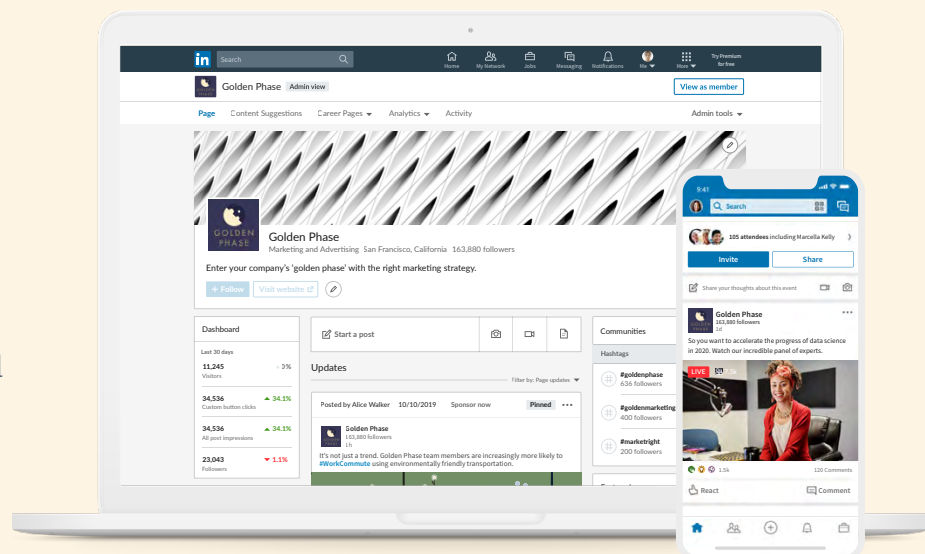 in Search
Home My Network Jobs Messaging Notifications Me More Try Premium
for free
Golden Phase Admin view View as member
Page Content Suggestions Career Pages Analytics Activity Admin tools
GOLDEN
PHASE
Golden Phase
Marketing and Advertising San Francisco, California 163,880 followers
Enter your company's 'golden phase' with the right marketing strategy.
+ Follow Visit website
Dashboard
Last 30 days
11,245
Visitors
34,536 34.1%
Custom button clicks
34,536 34.1%
All post impressions
23,043 1.1%
Followers
Start a post
Updates
Filter by: Page updates
Posted by Alice Walker 10/10/2019 Sponsor now Pinned
Golden Phase
163,880 followers
1h
It's not just a trend. Golden Phase team members are increasingly more likely to
#WorkCommute using environmentally friendly transportation.
Communities
Hashtags
#goldenphase
636 followers
#goldenmarketing
400 followers
#marketright
200 followers
9:41
Search
105 attendees including Marcella Kelly
Invite Share
Share your thoughts about this event
Golden Phase
163,880 followers
1d
So you want to accelerate the progress of data science
in 2020. Watch our incredible panel of experts.
LIVE
1.5k 120 Comments
React Comment